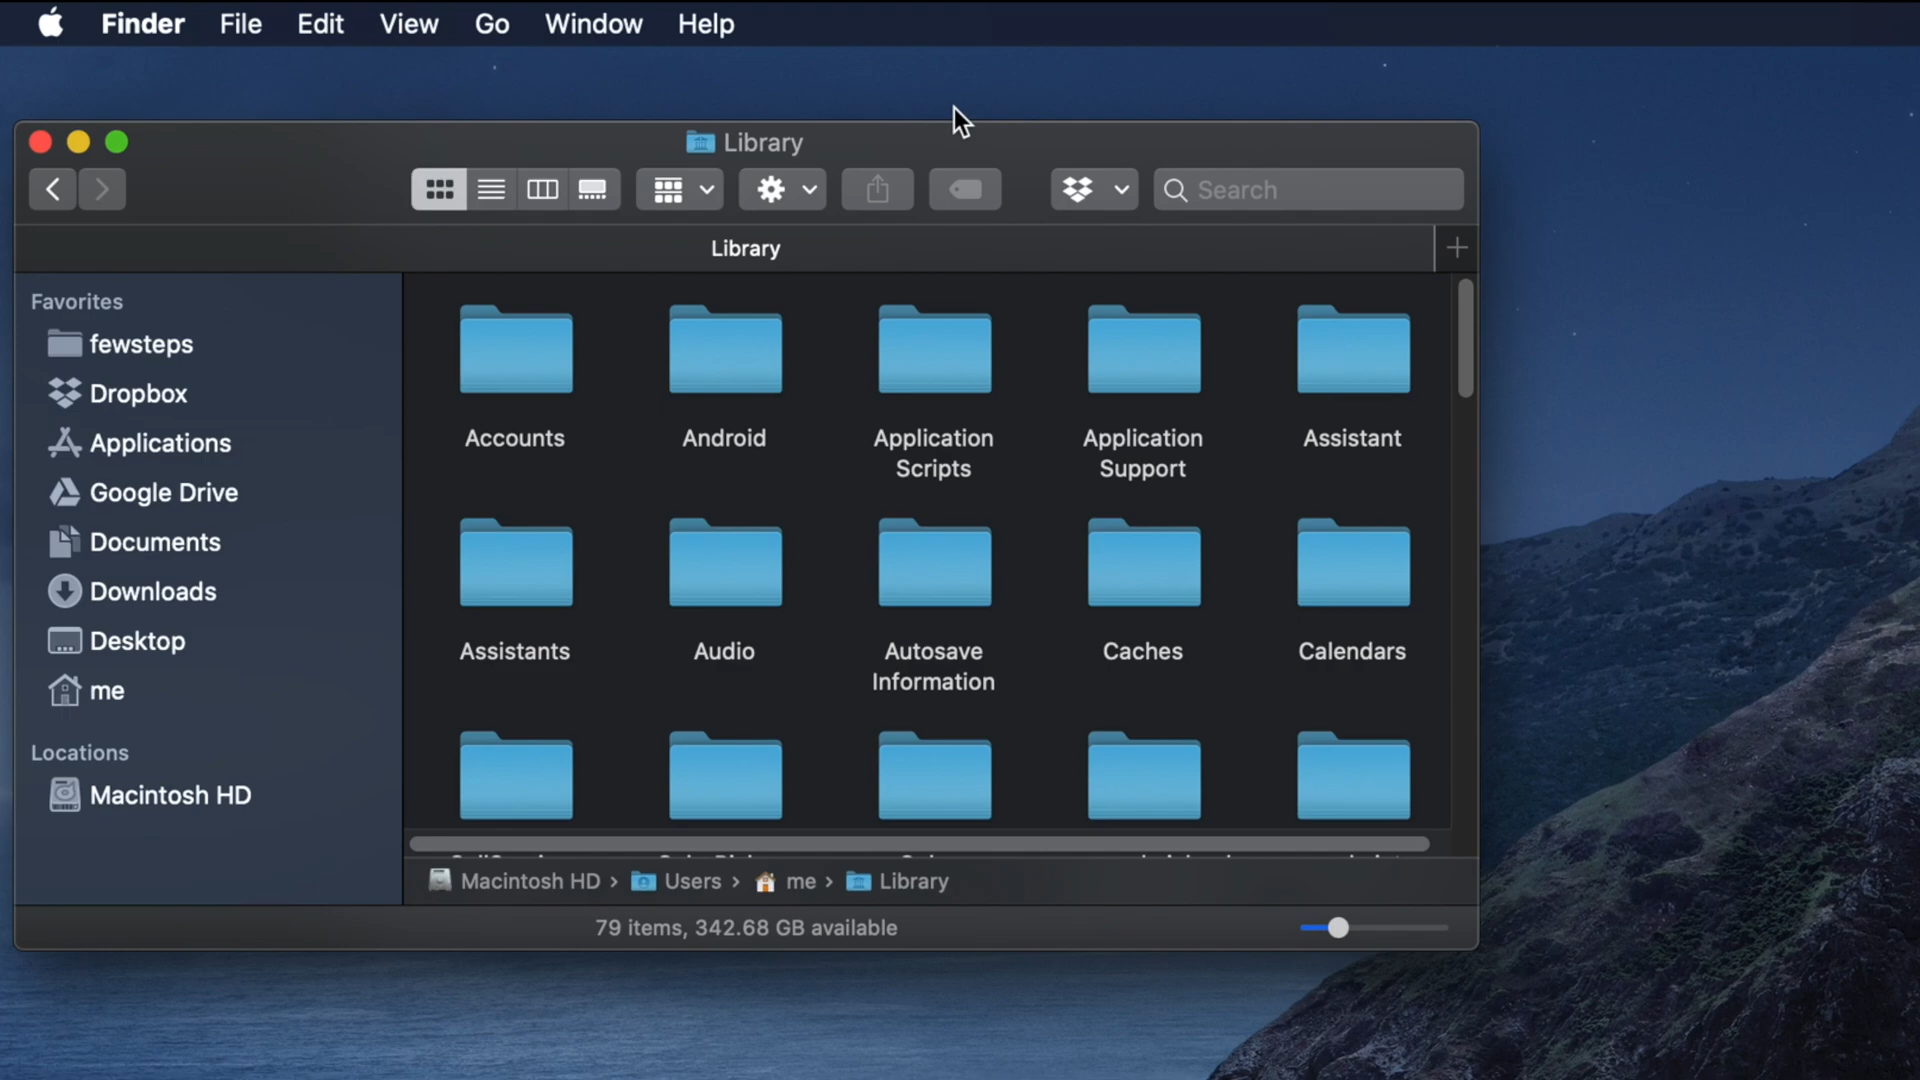 Finder File Edit View Go Window Help
Library
Search
Library
Favorites
fewsteps
Dropbox
Applications
Google Drive
Documents
Downloads
Desktop
me
Locations
Macintosh HD
Accounts
Android
Application
Scripts
Application
Support
Assistant
Assistants
Audio
Autosave
Information
Caches
Calendars
Macintosh HD › Users › me › Library
79 items, 342.68 GB available